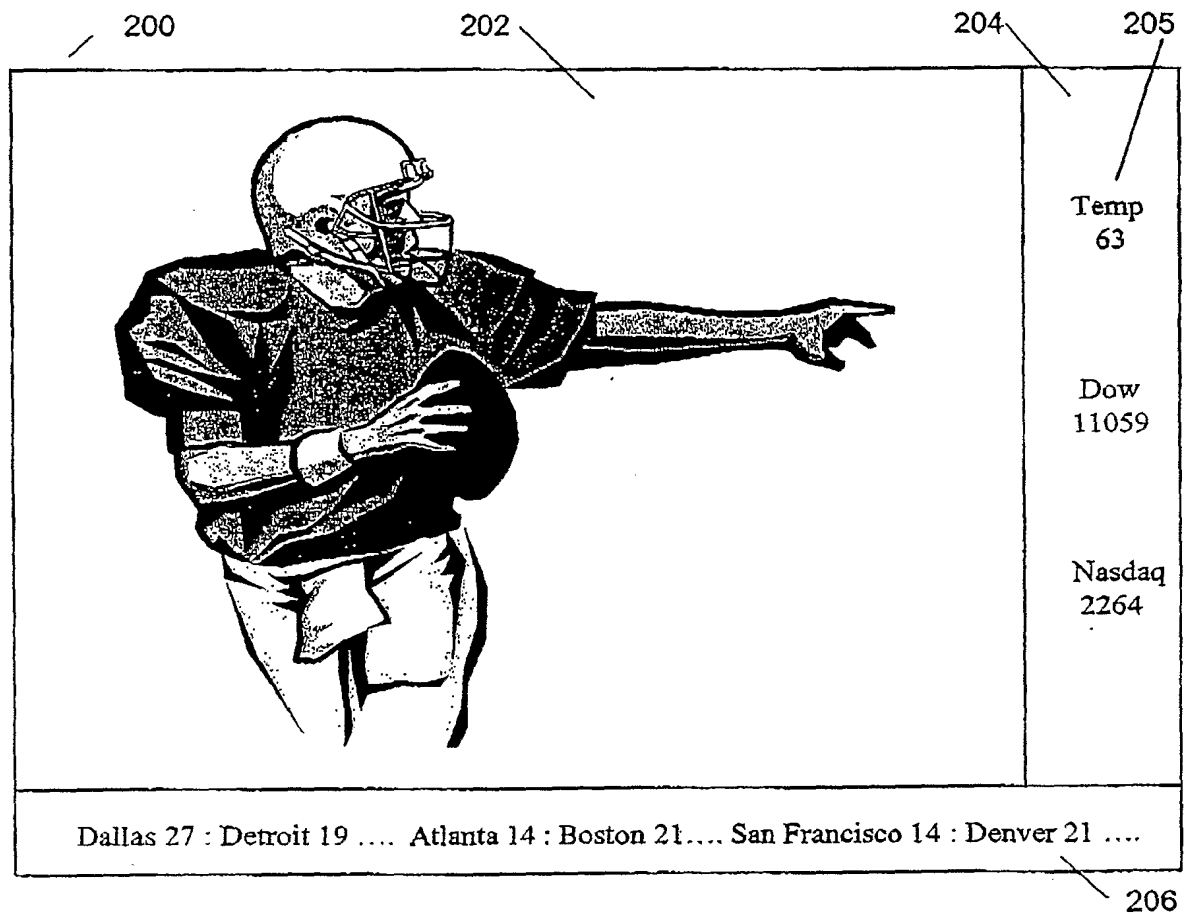 200 202 204 205
Temp
63
Dow
11059
Nasdaq
2264
Dallas 27 : Detroit 19 .... Atlanta 14 : Boston 21.... San Francisco 14 : Denver 21 ....
206